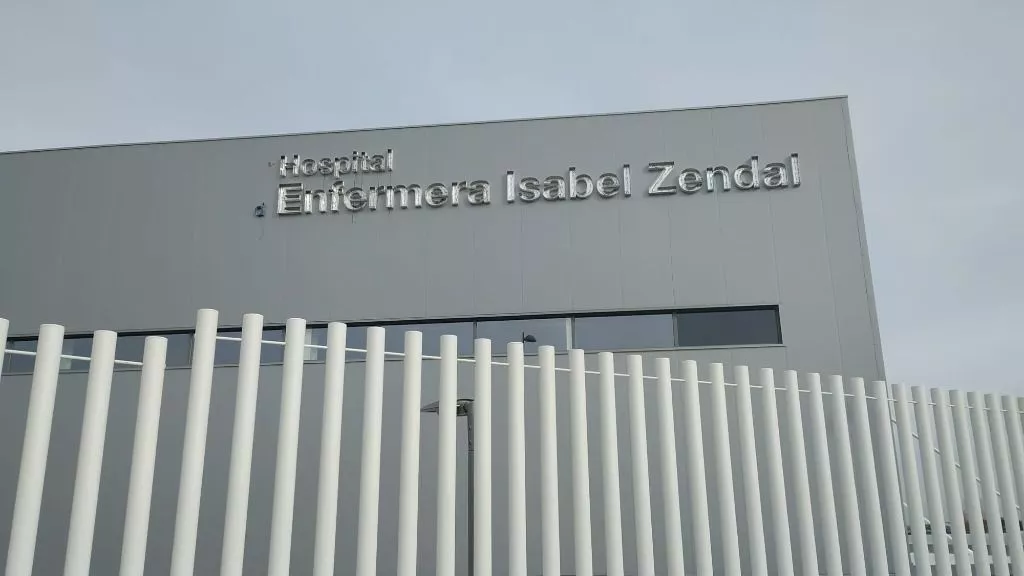 Hospital
Enfermera Isabel Zendal